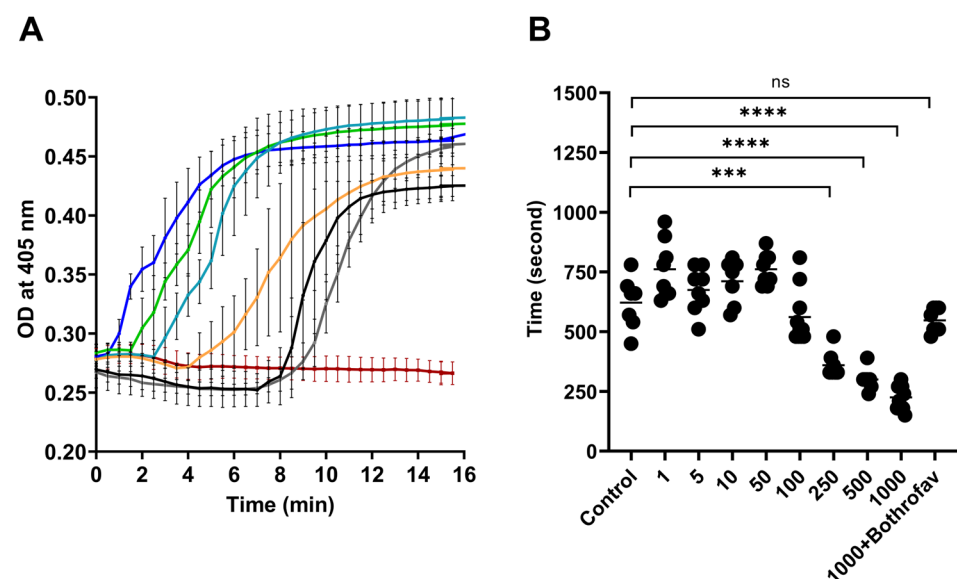 A
OD at 405 nm
0.50
0.45
0.40
0.35
0.30
0.25
0.20
0 2 4 6 8 10 12 14 16
Time (min)
B
Time (second)
1500
1250
1000
750
500
250
0
ns
****
****
***
Control 1 5 10 50 100 250 500 1000 1000+Bothrofav